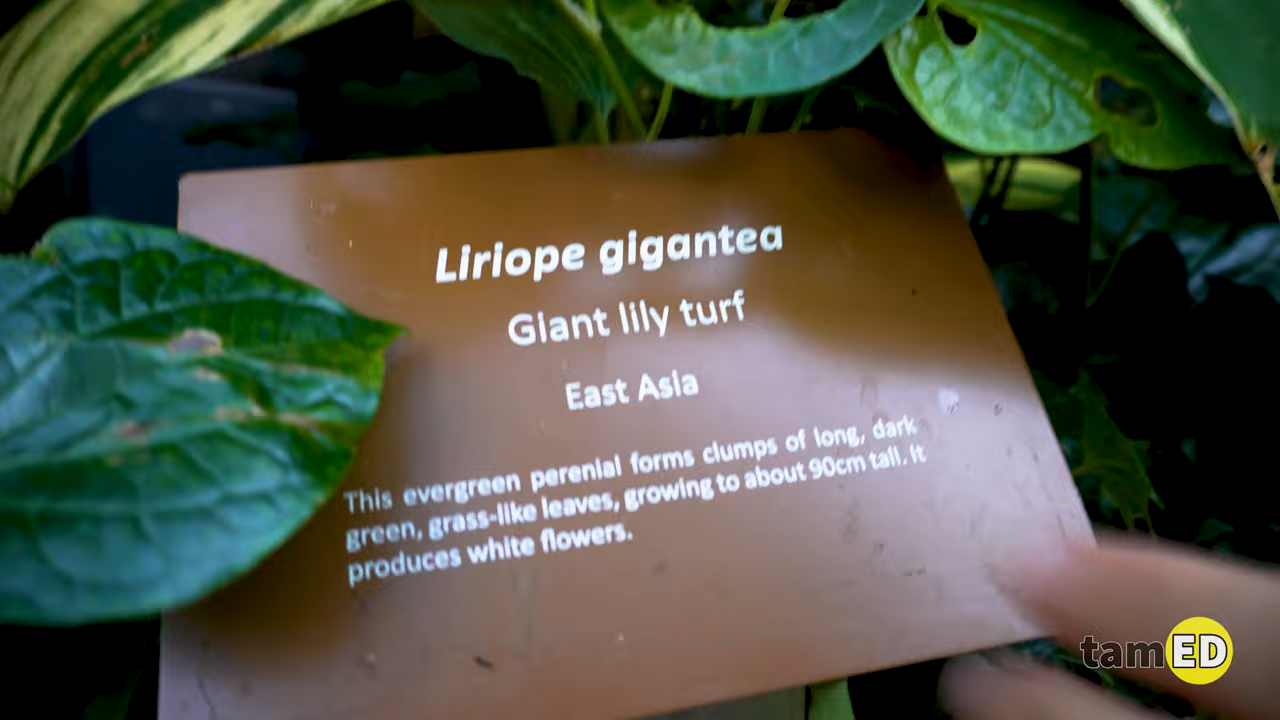 Liriope gigantea
Giant lily turf
East Asia
This evergreen perenial forms clumps of long, dark
green, grass-like leaves, growing to about 90cm tall. It
produces white flowers.
tamED